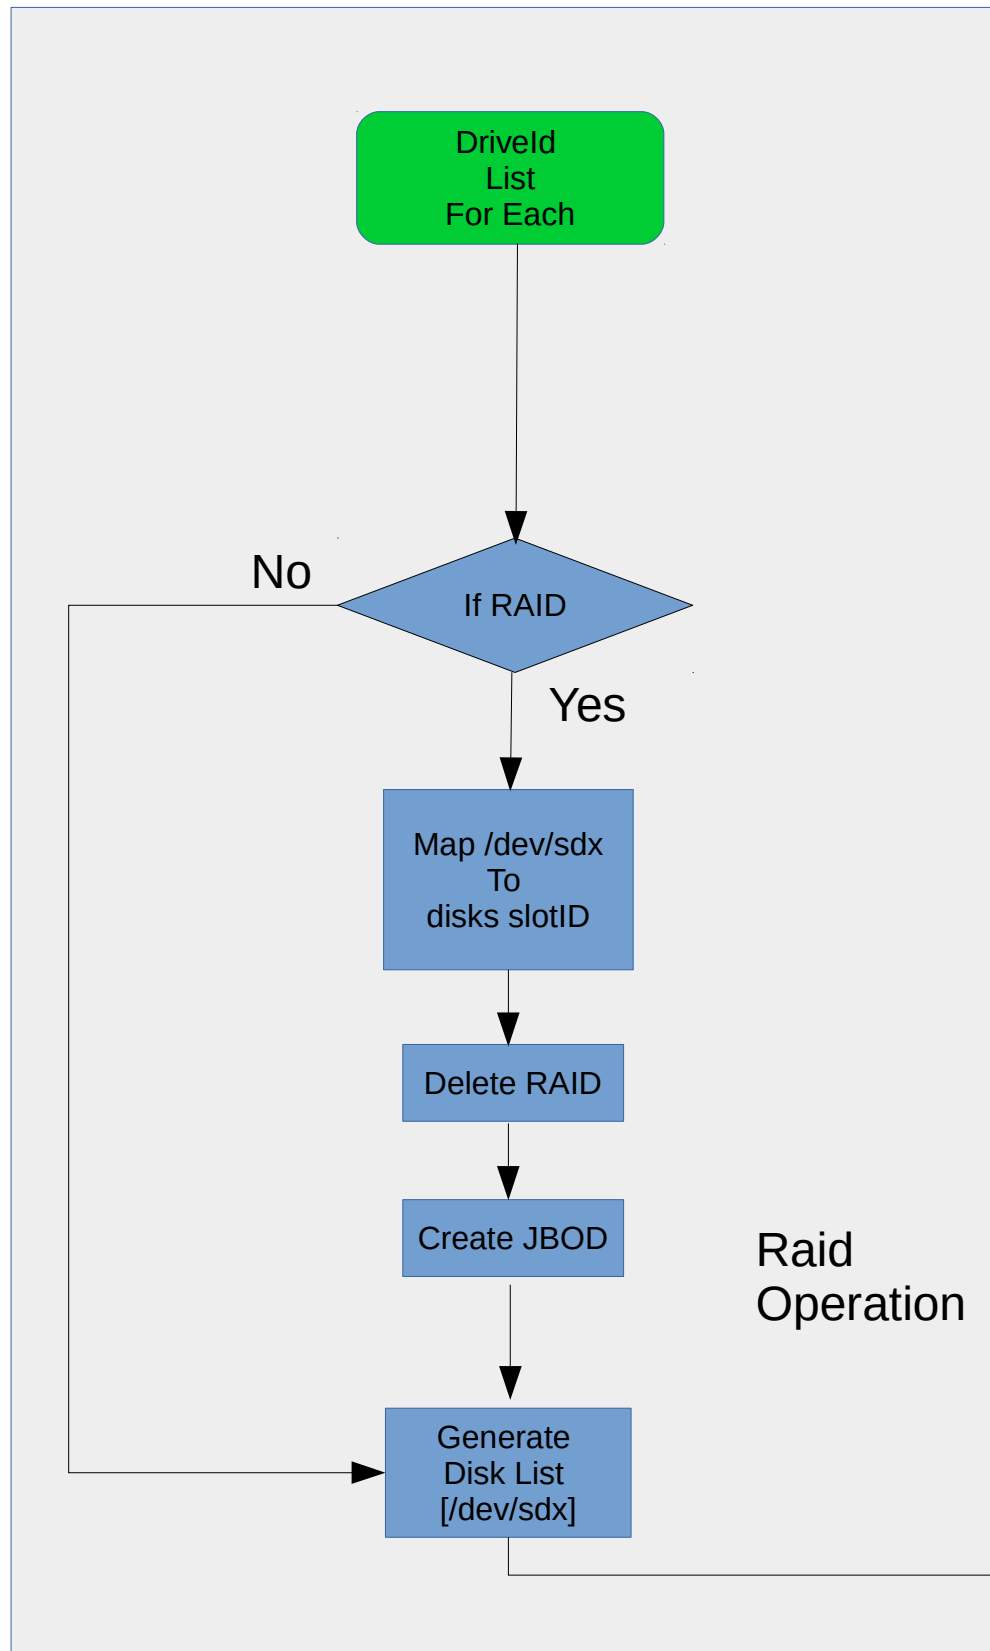 DriveId
List
For Each
No
If RAID
Yes
Map /dev/sdx
To
disks slotID
Delete RAID
Create JBOD
Raid
Operation
Generate
Disk List
[/dev/sdx]